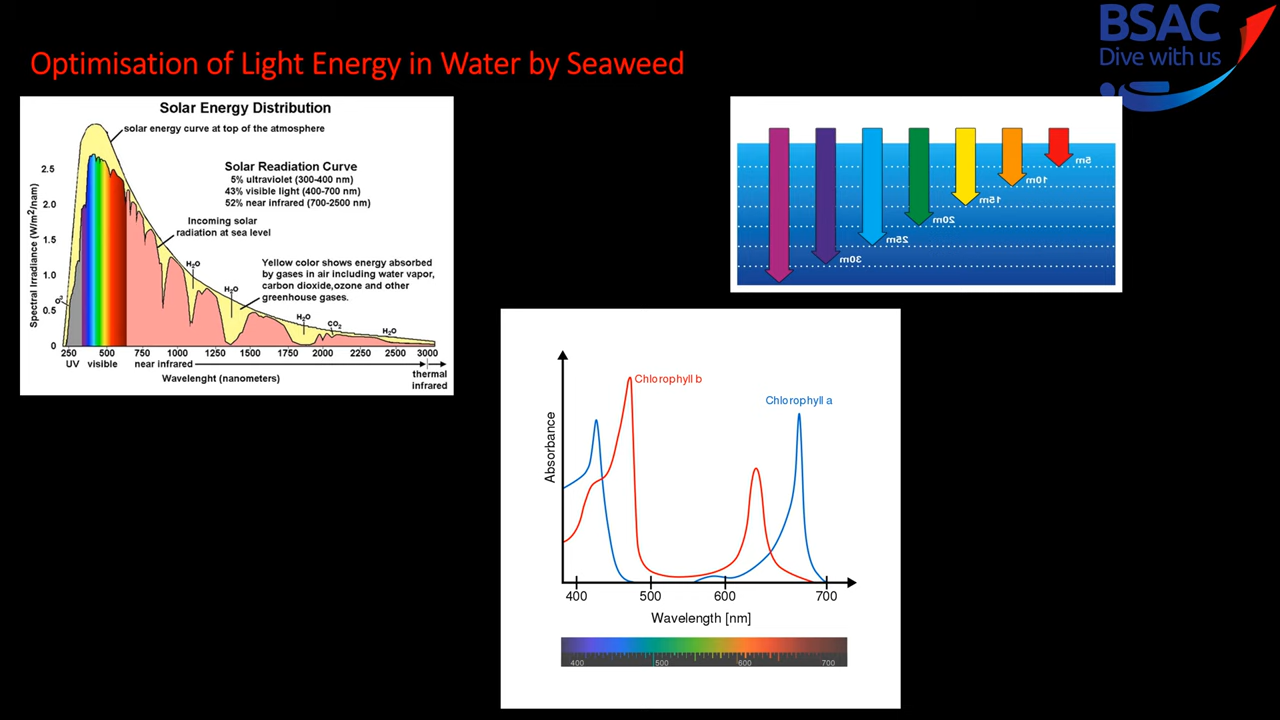 BSAC
Dive with us
Optimisation of Light Energy in Water by Seaweed
Solar Energy Distribution
solar energy curve at top of the atmosphere
Solar Readiation Curve
5% ultraviolet (300-400 nm)
43% visible light (400-700 nm)
52% near infrared (700-2500 nm)
Incoming solar
radiation at sea level
Yellow color shows energy absorbed
by gases in air including water vapor,
carbon dioxide,ozone and other
greenhouse gases.
Spectral Irradiance (W/m²/nam)
2.5
2.0
1.5
1.0
0.5
0
H₂O
H₂O
H₂O
CO₂
H₂O
250 500 750 1000 1250 1500 1750 2000 2250 2500 3000
UV visible near infrared
thermal
infrared
Wavelenght (nanometers)
5m
10m
15m
20m
25m
30m
Chlorophyll b
Chlorophyll a
Absorbance
400 500 600 700
Wavelength [nm]
400 500 600 700